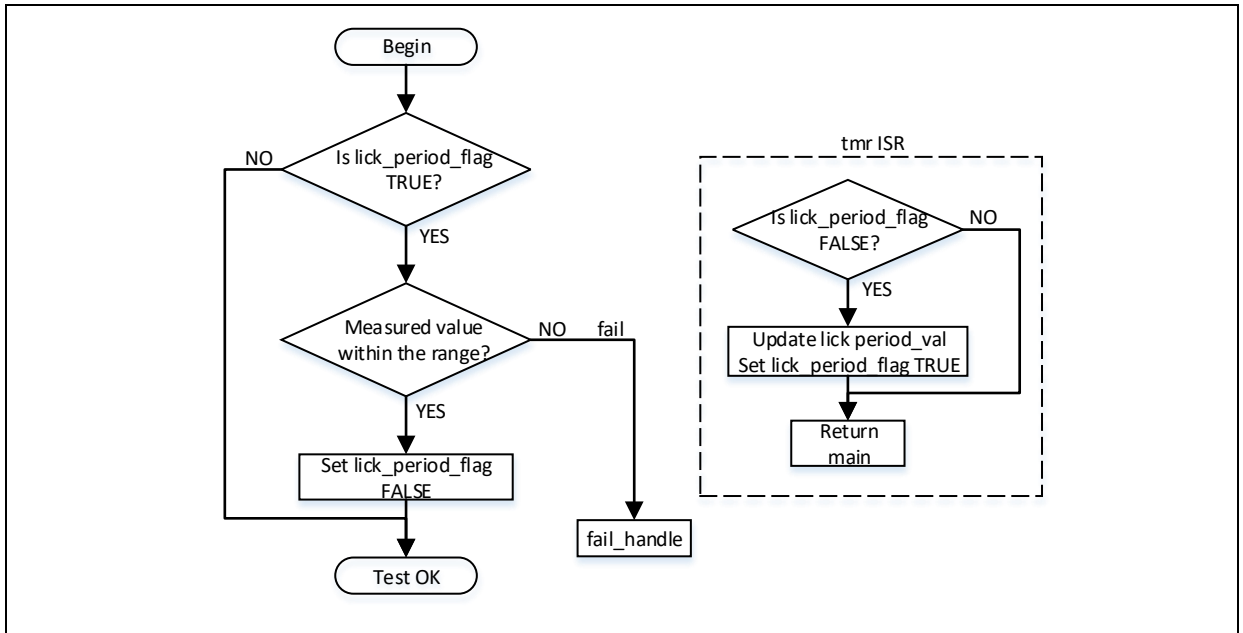 Begin
Is lick_period_flag
TRUE?
NO
YES
Measured value
within the range?
NO
fail
YES
Set lick_period_flag
FALSE
fail_handle
Test OK
tmr ISR
Is lick_period_flag
FALSE?
NO
YES
Update lick period_val
Set lick_period_flag TRUE
Return
main